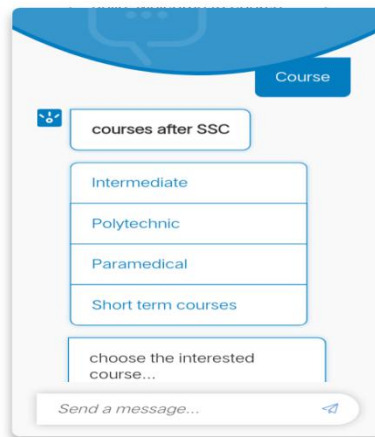 Course
courses after SSC
Intermediate
Polytechnic
Paramedical
Short term courses
choose the interested
course...
Send a message...